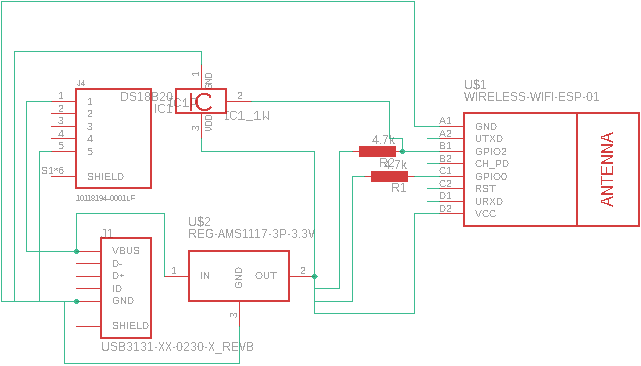 U$1
WIRELESS-WIFI-ESP-01
A1
GND
A2
UTXD
B1
GPIO2
B2
CH_PD
C1
GPIO0
C2
RST
D1
URXD
D2
VCC
ANTENNA
J4
1
1
2
2
3
3
4
4
5
5
S1*6
SHIELD
10118194-0001LF
DS18B20
IC1
IC
1
GND
2
IC1_1W
3
VDD
4.7k
R2
4.7k
R1
U$2
REG-AMS1117-3P-3.3V
1
IN
GND
OUT
2
3
J1
VBUS
D-
D+
ID
GND
SHIELD
USB3131-XX-0230-X_REVB